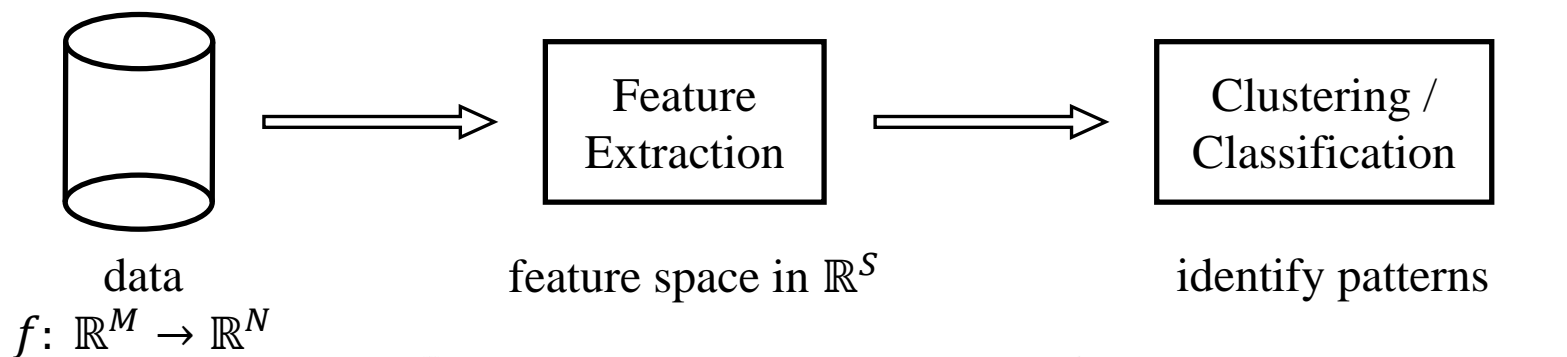 Feature
Extraction
Clustering /
Classification
data
feature space in ℝ^S
identify patterns
f: ℝ^M → ℝ^N